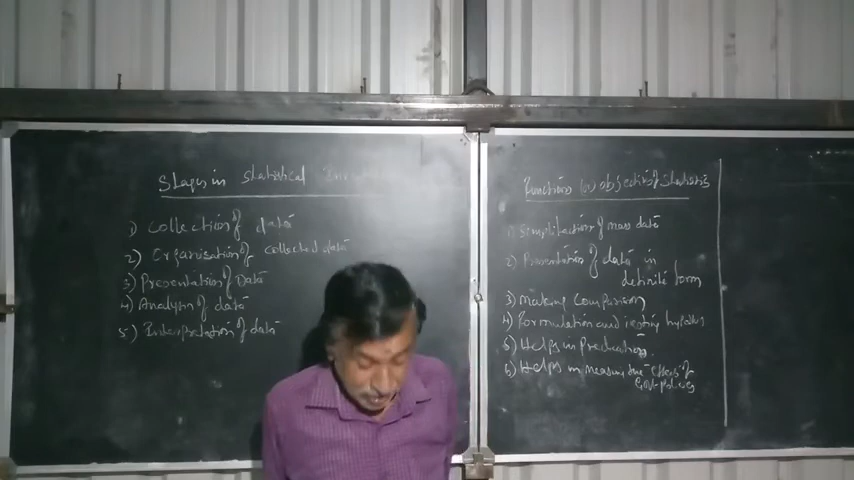 Stages in Statistical
1) Collection of data
2) Organisation of collected data
3) Presentation of Data
4) Analysis of data
5) Interpretation of data
Functions (or) objectives of Statistics
1) Simplification of mass data
2) Presentation of data in
definite form
3) making Comparison
4) Formulation and testing
5) Helps in Prediction
6) Helps in measure the effects of
Govt policies